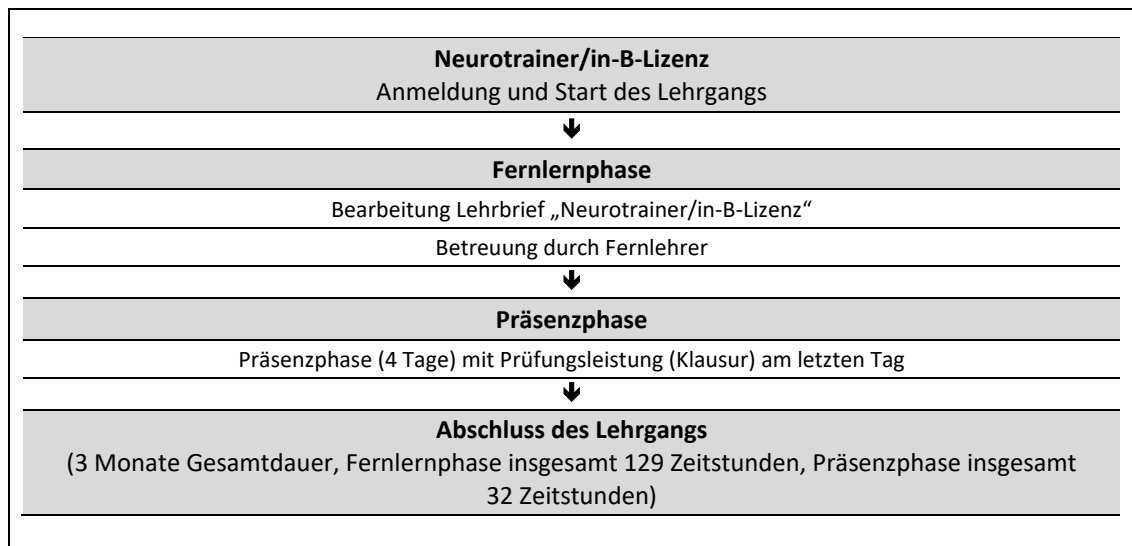 Neurotrainer/in-B-Lizenz
Anmeldung und Start des Lehrgangs
Fernlernphase
Bearbeitung Lehrbrief „Neurotrainer/in-B-Lizenz“
Betreuung durch Fernlehrer
Präsenzphase
Präsenzphase (4 Tage) mit Prüfungsleistung (Klausur) am letzten Tag
Abschluss des Lehrgangs
(3 Monate Gesamtdauer, Fernlernphase insgesamt 129 Zeitstunden, Präsenzphase insgesamt
32 Zeitstunden)